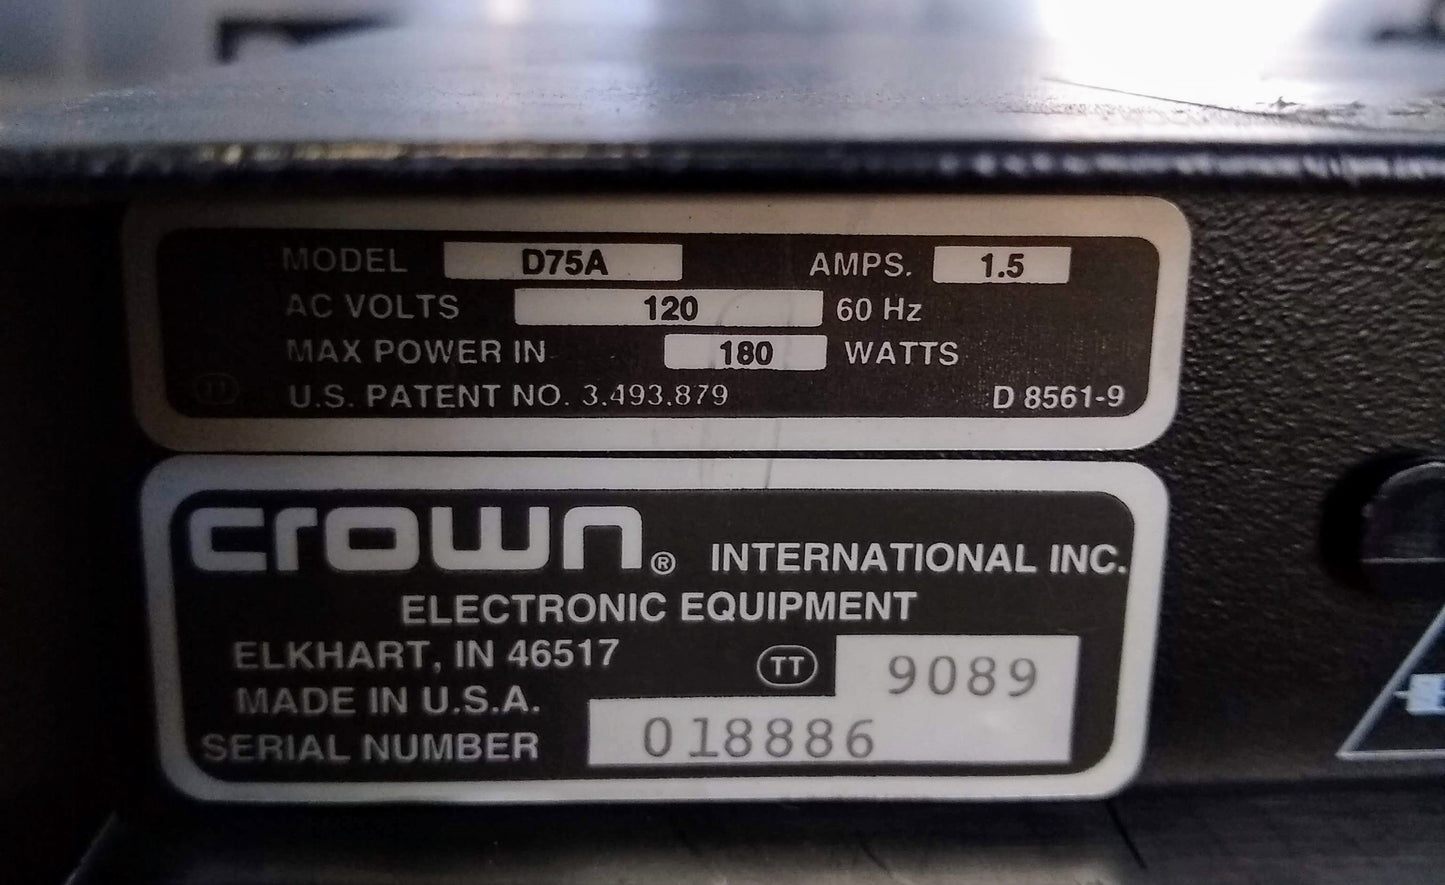 MODEL D75A AMPS. 1.5
AC VOLTS 120 60 Hz
MAX POWER IN 180 WATTS
U.S. PATENT NO. 3.493.879 D 8561-9
crown® INTERNATIONAL INC.
ELECTRONIC EQUIPMENT
ELKHART, IN 46517 TT 9089
MADE IN U.S.A.
SERIAL NUMBER 018886